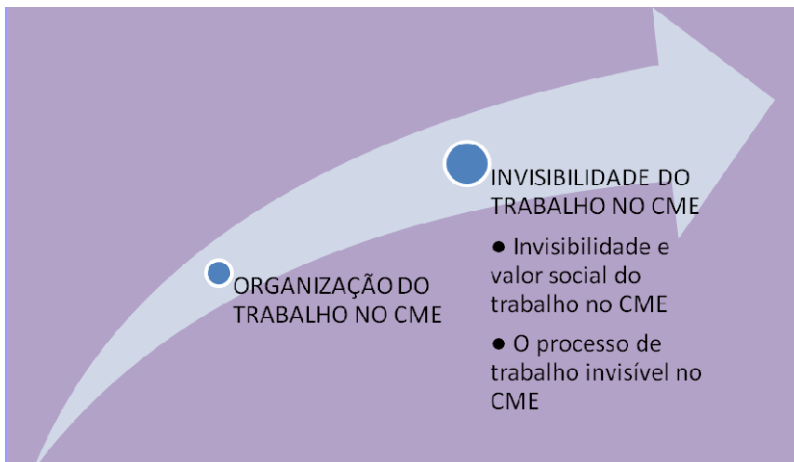 INVISIBILIDADE DO
TRABALHO NO CME
● Invisibilidade e
valor social do
trabalho no CME
● O processo de
trabalho invisível no
CME
ORGANIZAÇÃO DO
TRABALHO NO CME